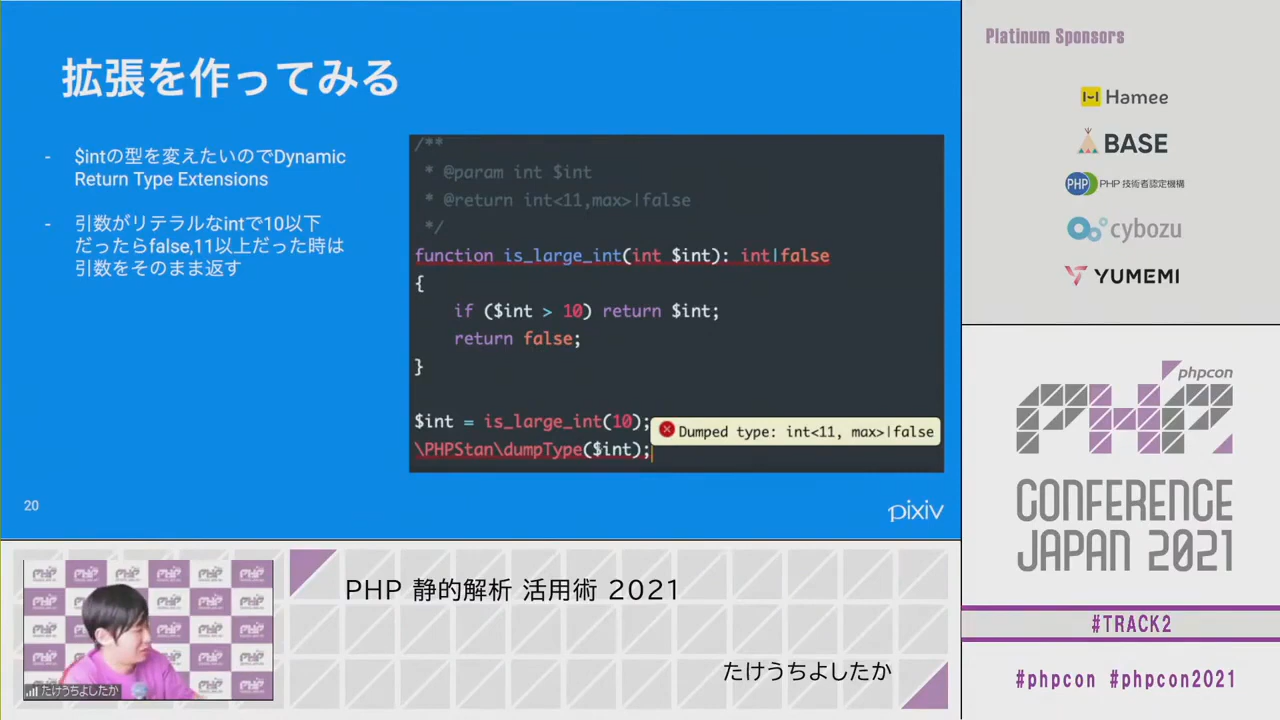 拡張を作ってみる
- $intの型を変えたいのでDynamic
Return Type Extensions
- 引数がリテラルなintで10以下
だったらfalse,11以上だった時は
引数をそのまま返す
/**
* @param int $int
* @return int<11,max>|false
*/
function is_large_int(int $int): int|false
{
if ($int > 10) return $int;
return false;
}
$int = is_large_int(10);
Dumped type: int<11, max>|false
\PHPStan\dumpType($int);
20
pixiv
Platinum Sponsors
Hamee
BASE
PHP PHP 技術者認定機構
cybozu
YUMEMI
phpcon
PHP
CONFERENCE
JAPAN 2021
#TRACK2
#phpcon #phpcon2021
PHP 静的解析 活用術 2021
たけうちよしたか
たけうちよしたか